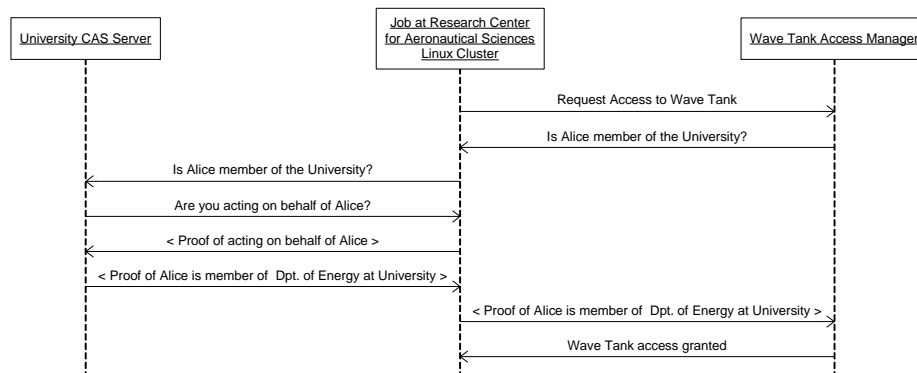 University CAS Server
Job at Research Center
for Aeronautical Sciences
Linux Cluster
Wave Tank Access Manager
Request Access to Wave Tank
Is Alice member of the University?
Is Alice member of the University?
Are you acting on behalf of Alice?
< Proof of acting on behalf of Alice >
< Proof of Alice is member of Dpt. of Energy at University >
< Proof of Alice is member of Dpt. of Energy at University >
Wave Tank access granted